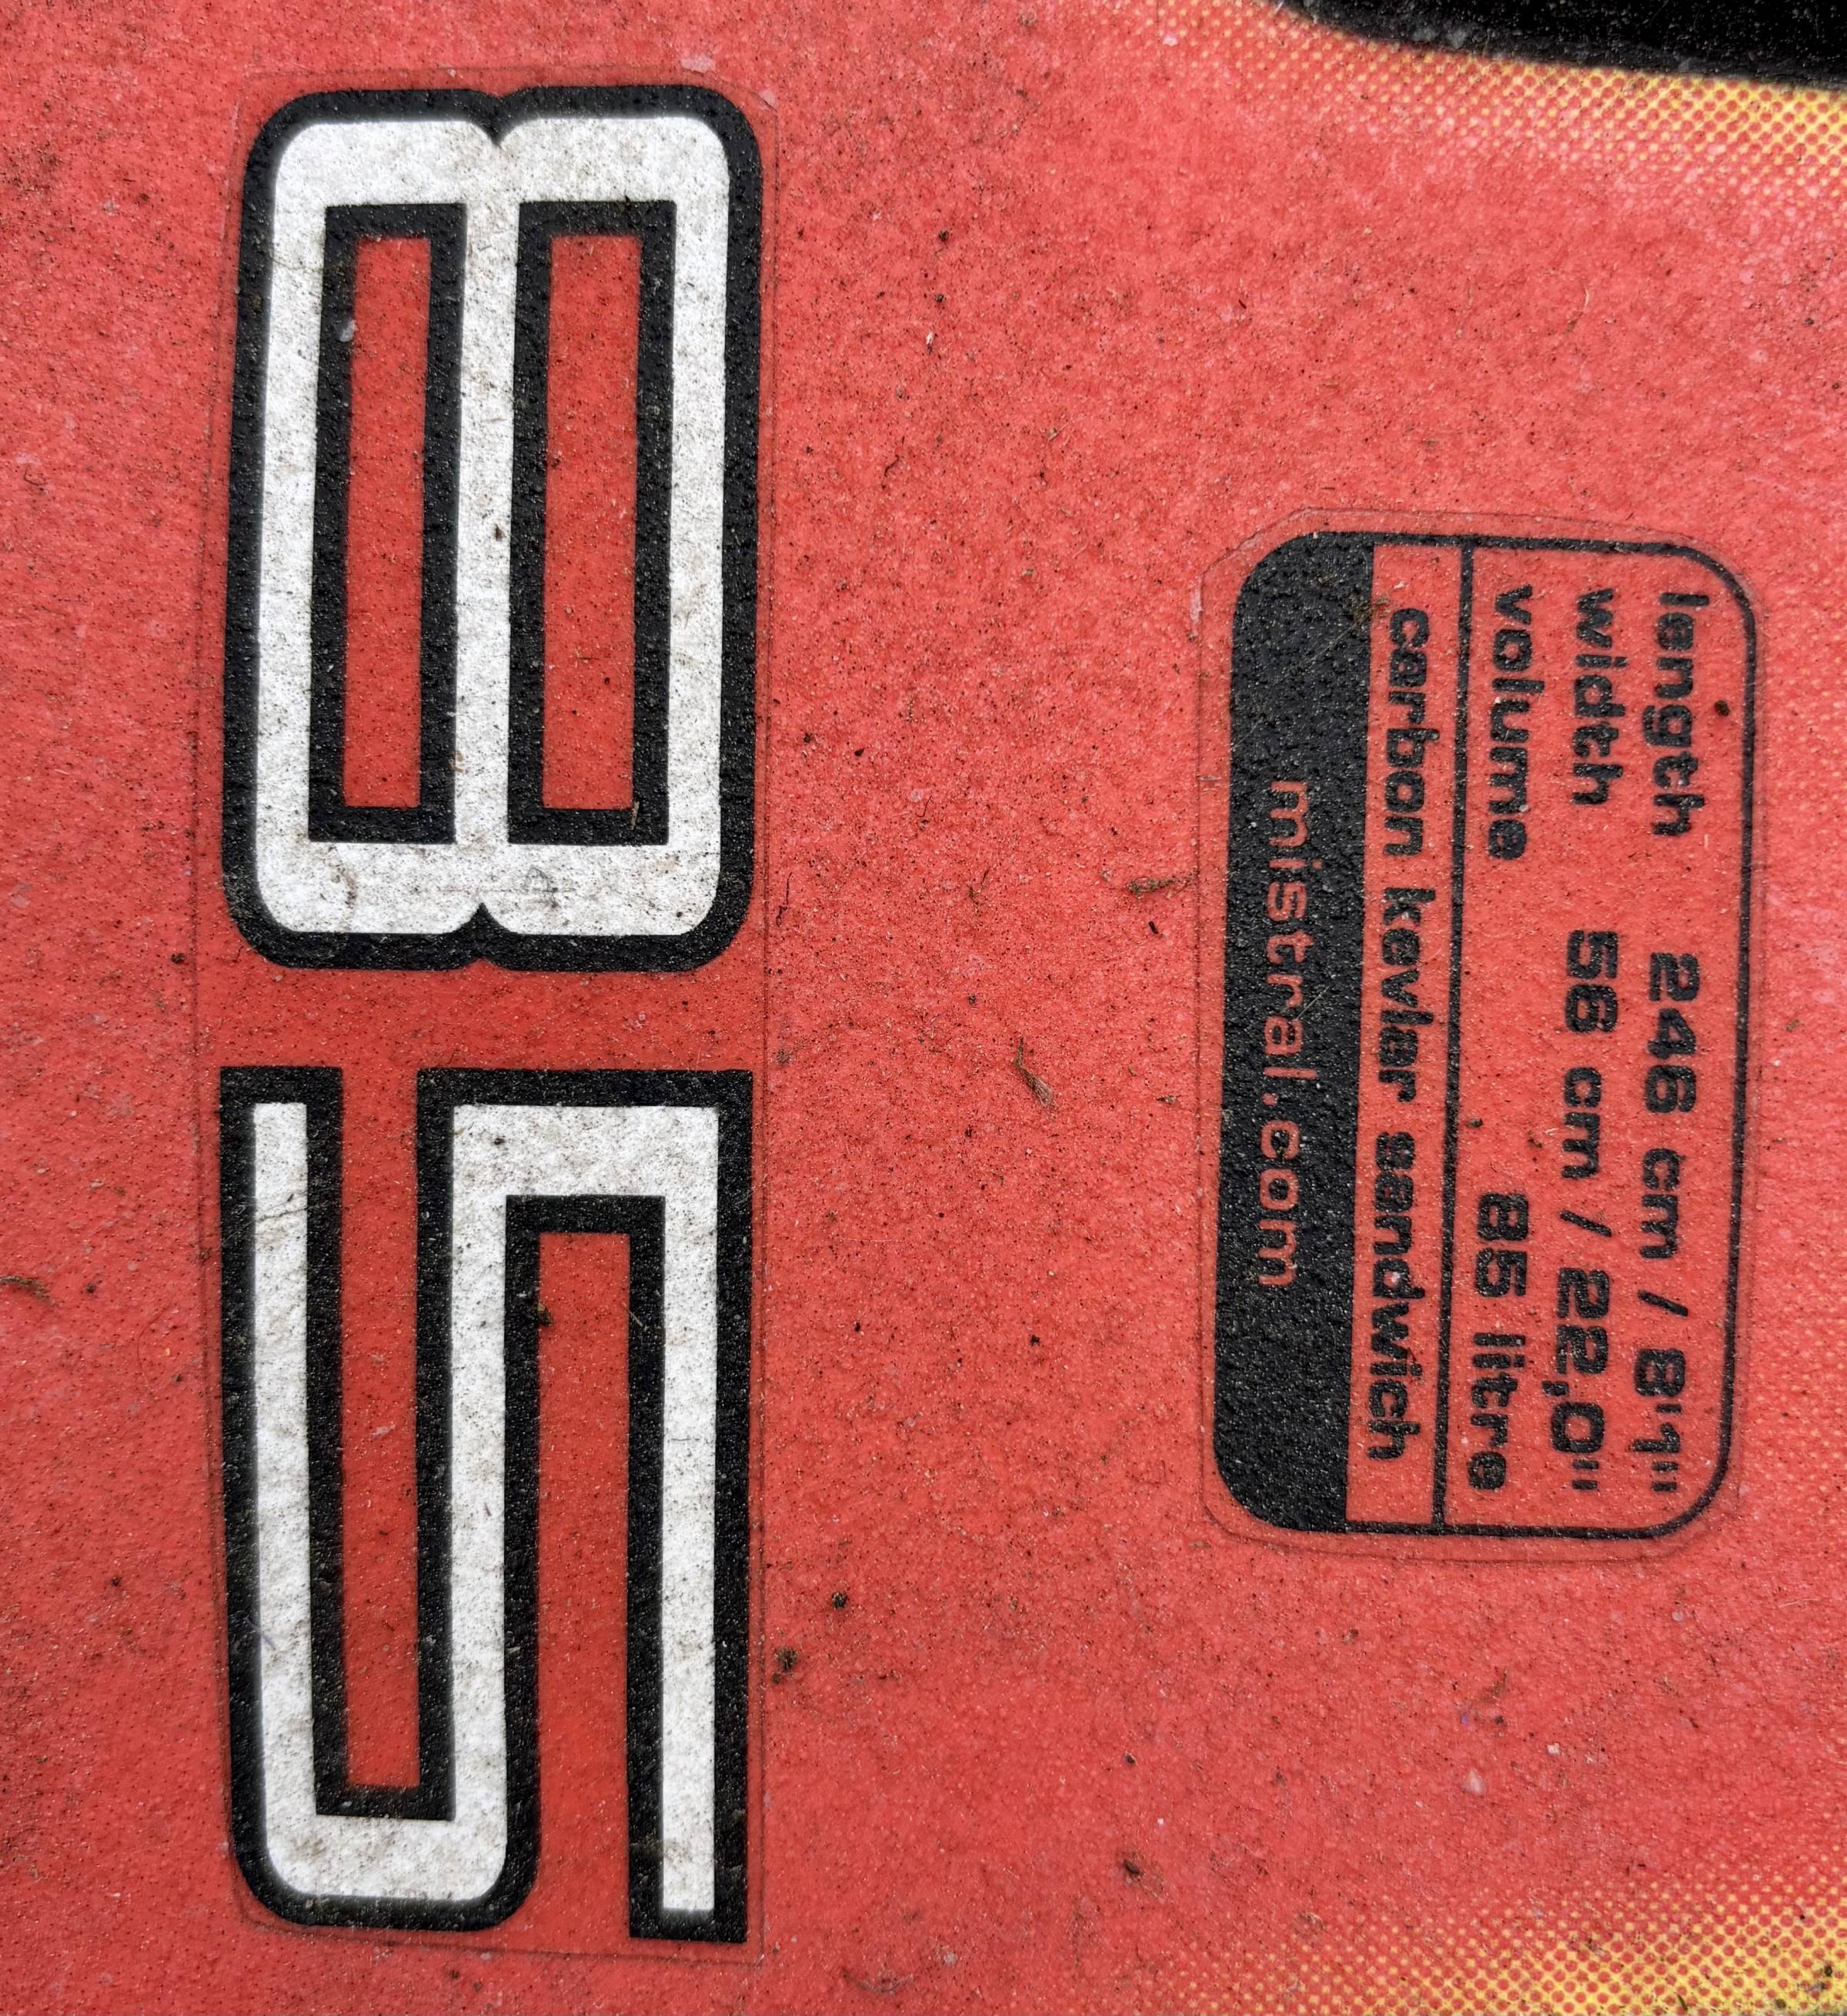 85
length 246 cm / 8'1"
width 56 cm / 22,0"
volume 85 litre
carbon kevlar sandwich
mistral.com